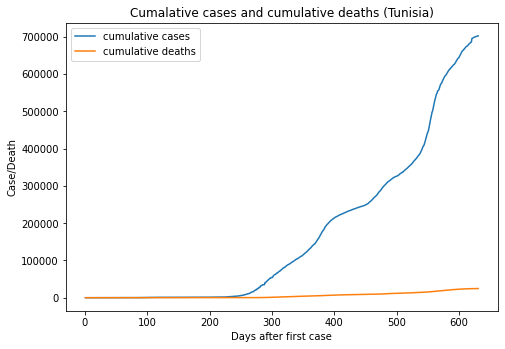 Cumalative cases and cumulative deaths (Tunisia)
cumulative cases
cumulative deaths
Case/Death
700000
600000
500000
400000
300000
200000
100000
0
0 100 200 300 400 500 600
Days after first case